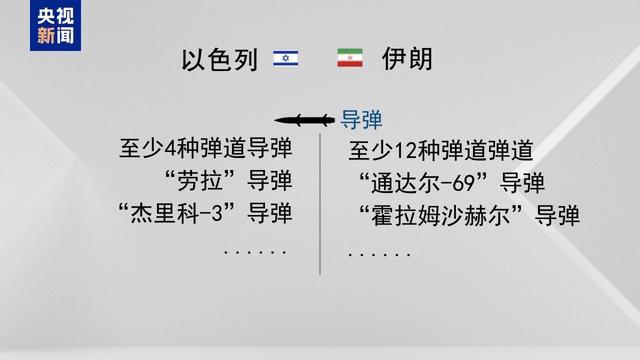 央视
新闻
以色列
伊朗
导弹
至少4种弹道导弹
“劳拉”导弹
“杰里科-3”导弹
......
至少12种弹道弹道
“通达尔-69”导弹
“霍拉姆沙赫尔”导弹
......